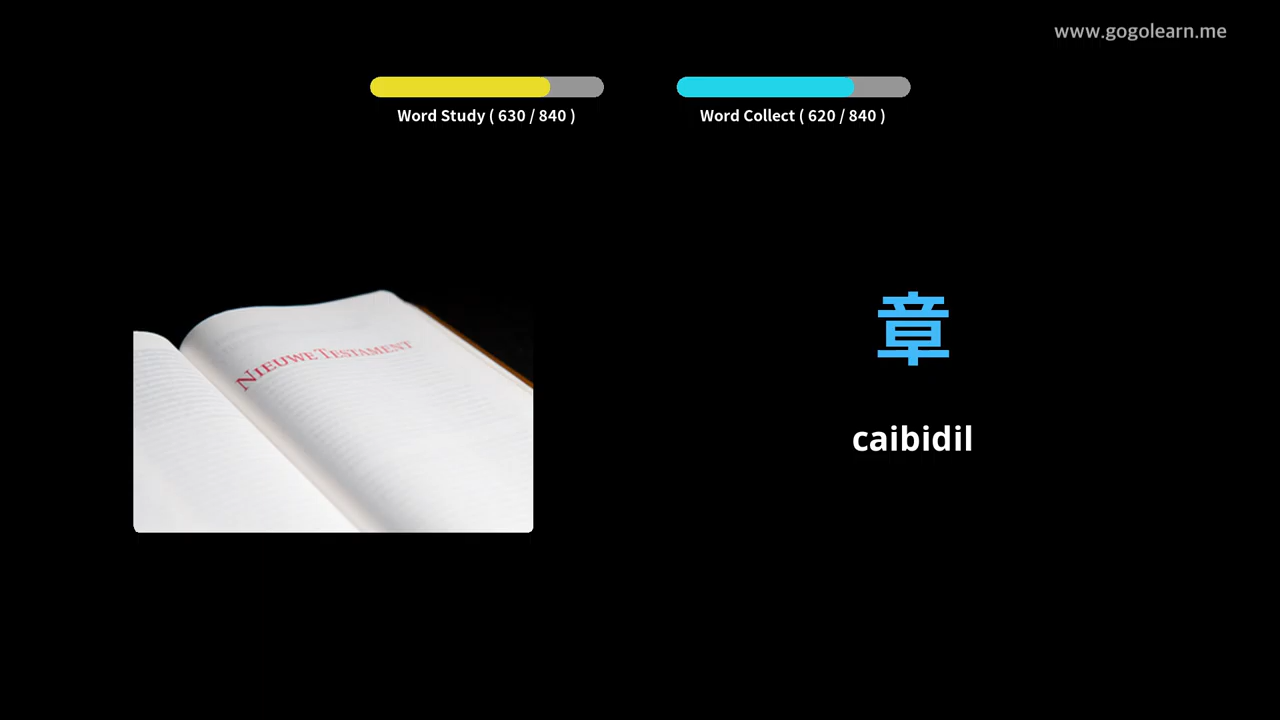 www.gogolearn.me
Word Study ( 630 / 840 )
Word Collect ( 620 / 840 )
NIEUWE TESTAMENT
章
caibidil